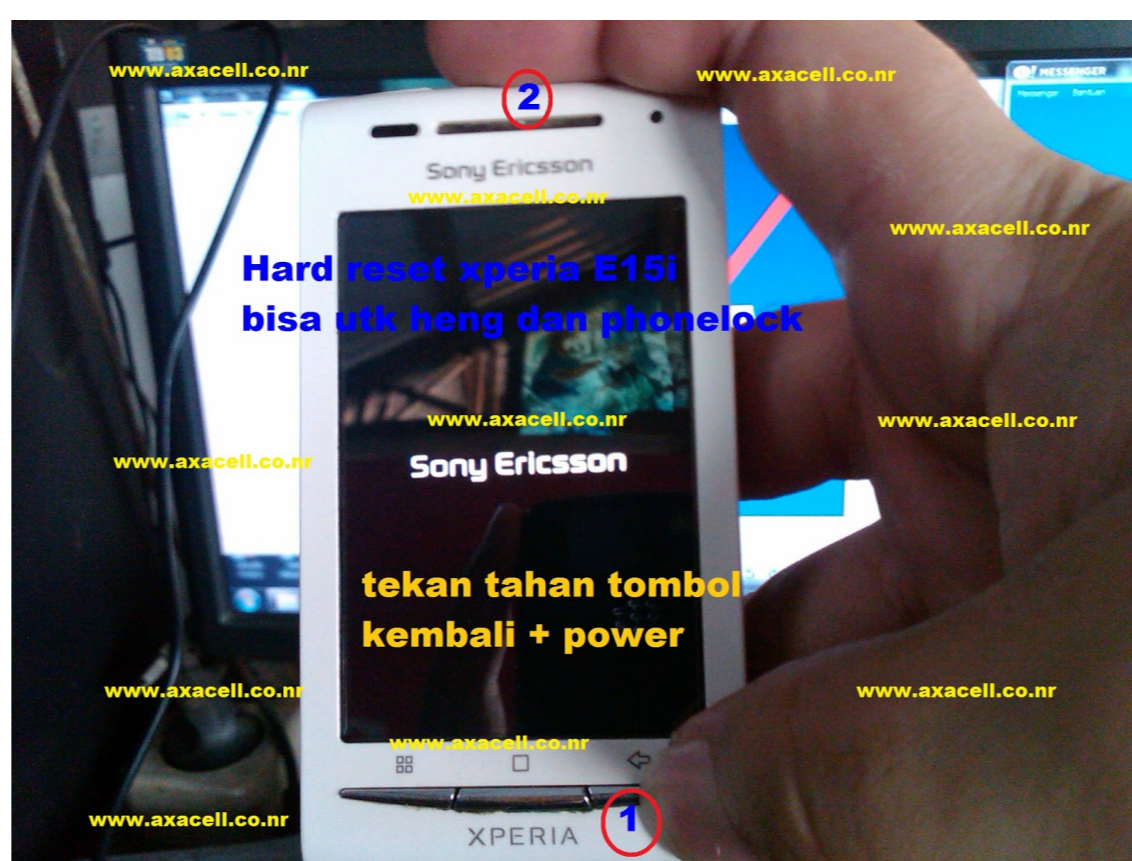 www.axacell.co.nr
MESSENGER
Messenger Bantuan
www.axacell.co.nr
2
Sony Ericsson
www.axacell.co.nr
www.axacell.co.nr
Hard reset xperia E15i
bisa utk heng dan phonelock
www.axacell.co.nr
www.axacell.co.nr
www.axacell.co.nr
Sony Ericsson
tekan tahan tombol
kembali + power
www.axacell.co.nr
www.axacell.co.nr
www.axacell.co.nr
www.axacell.co.nr
1
XPERIA